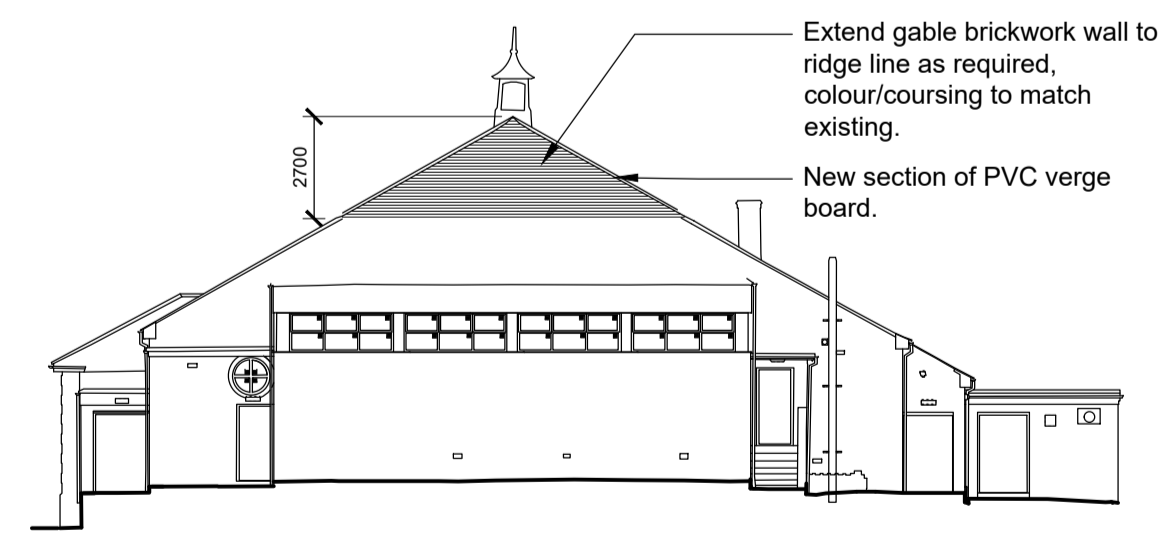 Extend gable brickwork wall to
ridge line as required,
colour/coursing to match
existing.
2700
New section of PVC verge
board.